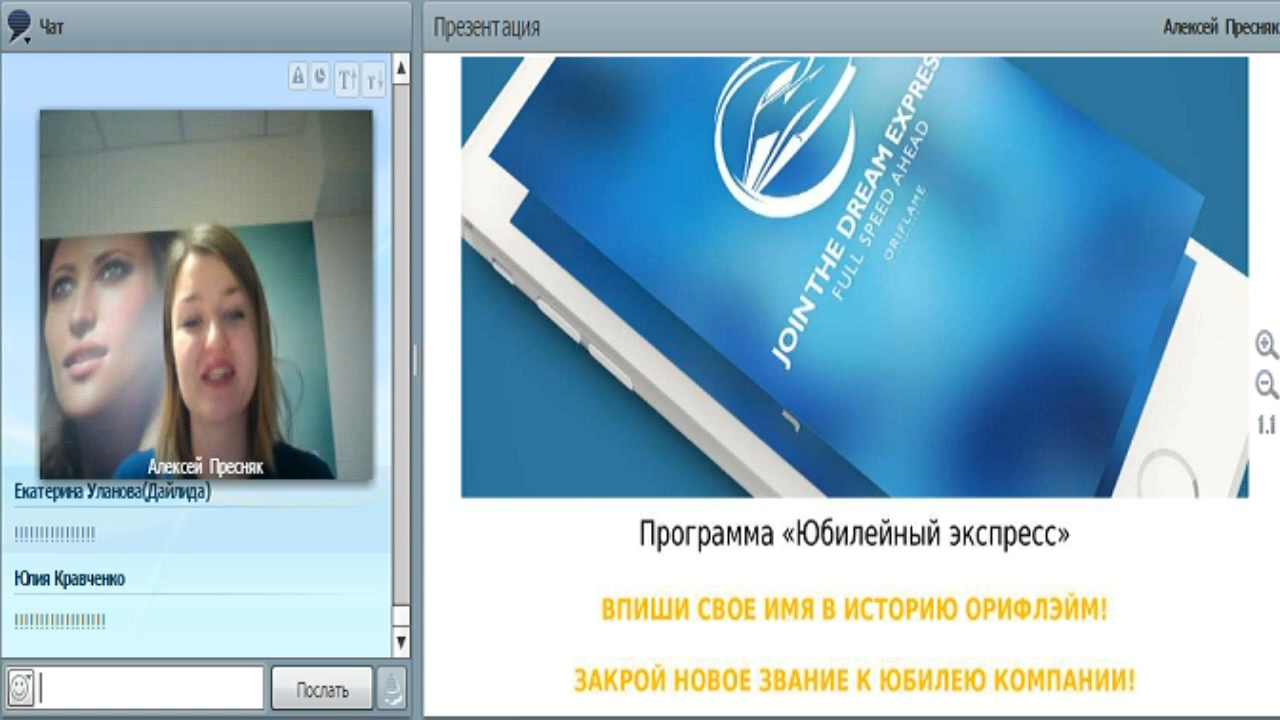 Чат
Алексей Пресняк
Екатерина Уланова(Дайлида)
!!!!!!!!!!!!!!!!
Юлия Кравченко
!!!!!!!!!!!!!!!!!!
Послать
Презентация
Алексей Пресняк
JOIN THE DREAM EXPRESS
FULL SPEED AHEAD
ORIFLAME
1.1
Программа «Юбилейный экспресс»
ВПИШИ СВОЕ ИМЯ В ИСТОРИЮ ОРИФЛЭЙМ!
ЗАКРОЙ НОВОЕ ЗВАНИЕ К ЮБИЛЕЮ КОМПАНИИ!